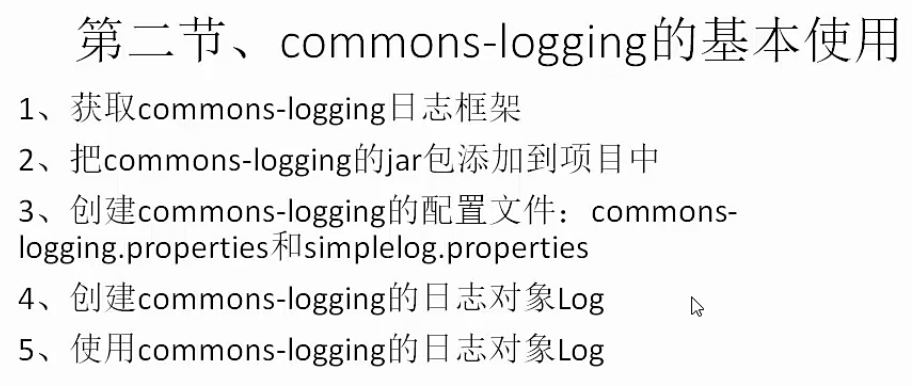 第二节、commons-logging的基本使用
1、获取commons-logging日志框架
2、把commons-logging的jar包添加到项目中
3、创建commons-logging的配置文件：commons-
logging.properties和simplelog.properties
4、创建commons-logging的日志对象Log
5、使用commons-logging的日志对象Log